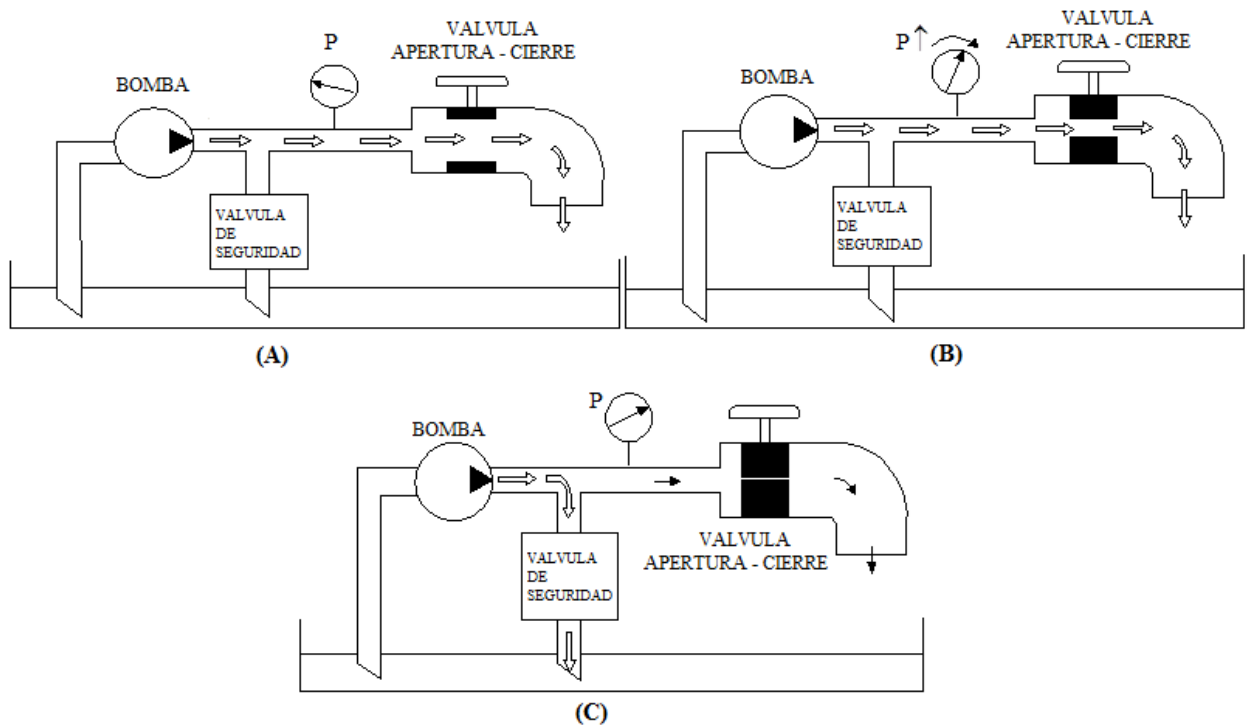 P
VALVULA
APERTURA - CIERRE
BOMBA
VALVULA
DE
SEGURIDAD
(A)
P ↑
VALVULA
APERTURA - CIERRE
BOMBA
VALVULA
DE
SEGURIDAD
(B)
P
BOMBA
VALVULA
APERTURA - CIERRE
VALVULA
DE
SEGURIDAD
(C)